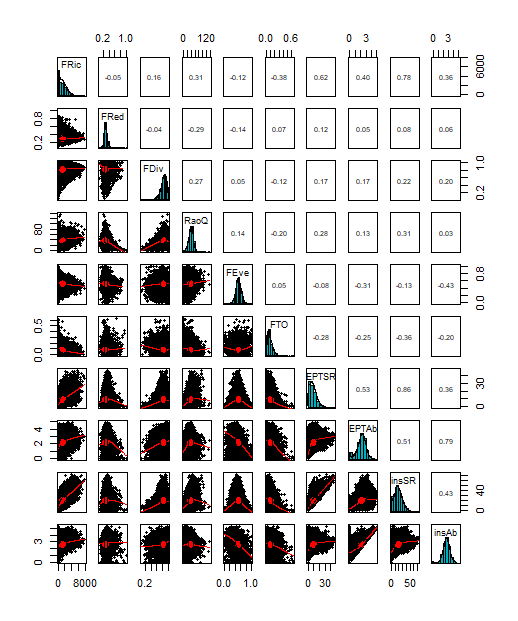 0.2 1.0 0 120 0.0 0.6 0 3 0 3
FRic -0.05 0.16 0.31 -0.12 -0.38 0.62 0.40 0.78 0.36 0 6000
0.2 0.8 FRed -0.04 -0.29 -0.14 0.07 0.12 0.05 0.08 0.06
FDiv 0.27 0.05 -0.12 0.17 0.17 0.22 0.20 0.2 1.0
0 80 RaoQ 0.14 -0.20 0.28 0.13 0.31 0.03
FEve 0.05 -0.08 -0.31 -0.13 -0.43 0.0 0.8
0.0 0.5 FTO -0.28 -0.25 -0.36 -0.20
EPTSR 0.53 0.86 0.36 0 30
0 2 4 EPTAb 0.51 0.79
insSR 0.43 0 40
0 3 insAb
0 8000 0.2 0.0 1.0 0 30 0 50